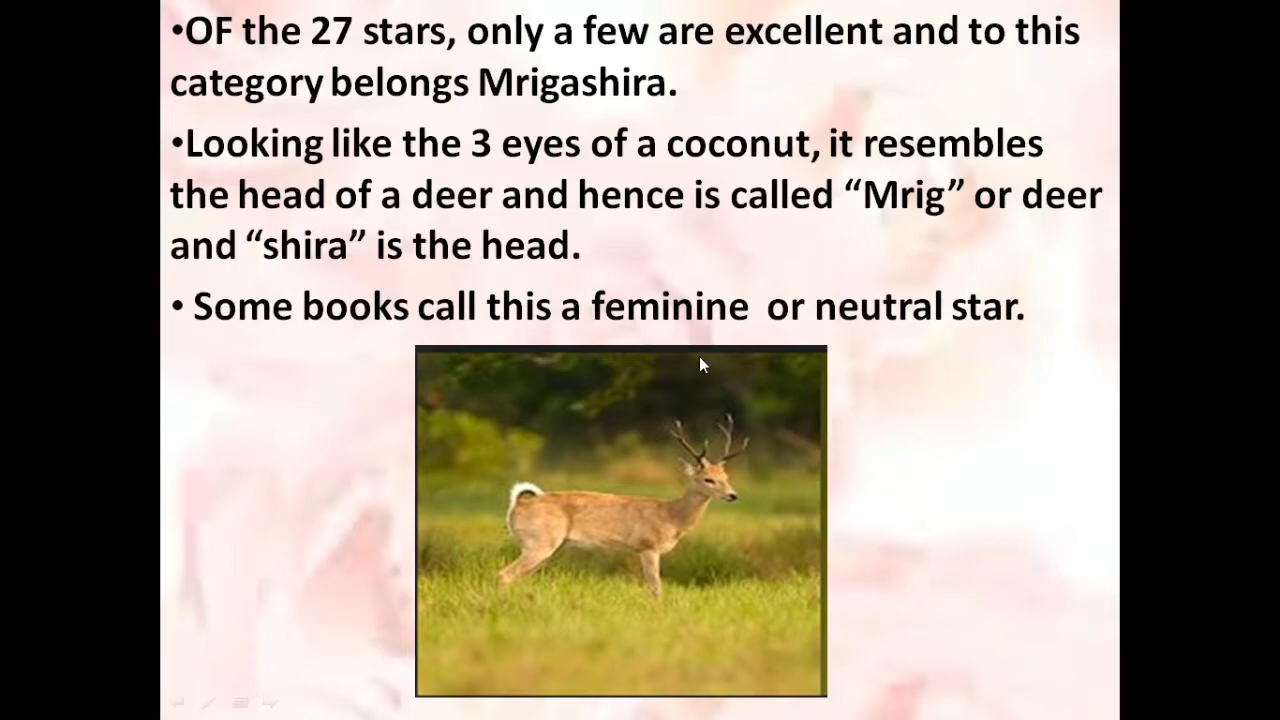 •OF the 27 stars, only a few are excellent and to this
category belongs Mrigashira.
•Looking like the 3 eyes of a coconut, it resembles
the head of a deer and hence is called “Mrig” or deer
and “shira” is the head.
• Some books call this a feminine  or neutral star.